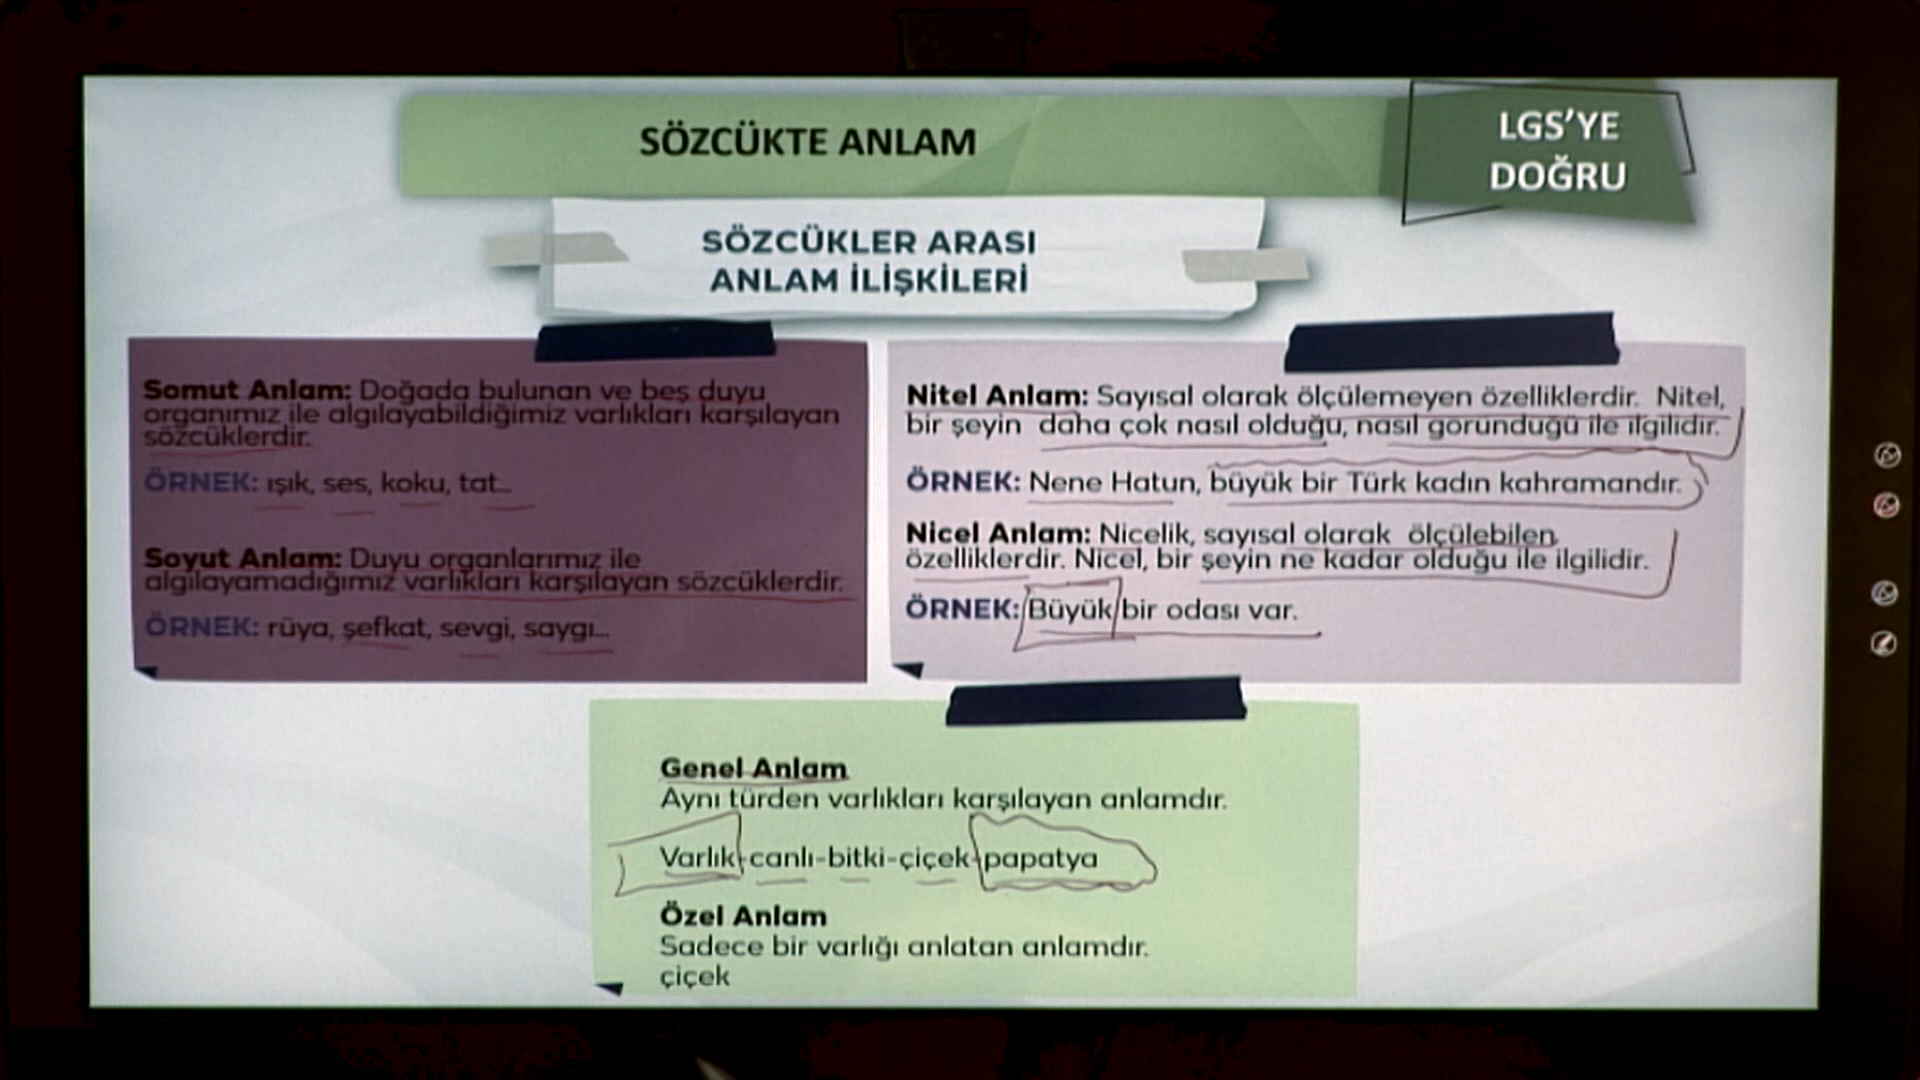 SÖZCÜKTE ANLAM
LGS'YE
DOĞRU
SÖZCÜKLER ARASI
ANLAM İLİŞKİLERİ
Somut Anlam: Doğada bulunan ve beş duyu
organımız ile algılayabildiğimiz varlıkları karşılayan
sözcüklerdir.
ÖRNEK: ışık, ses, koku, tat...
Soyut Anlam: Duyu organlarımız ile
algılayamadığımız varlıkları karşılayan sözcüklerdir.
ÖRNEK: rüya, şefkat, sevgi, saygı...
Nitel Anlam: Sayısal olarak ölçülemeyen özelliklerdir. Nitel,
bir şeyin daha çok nasıl olduğu, nasıl göründüğü ile ilgilidir.
ÖRNEK: Nene Hatun, büyük bir Türk kadın kahramandır.
Nicel Anlam: Nicelik, sayısal olarak ölçülebilen
özelliklerdir. Nicel, bir şeyin ne kadar olduğu ile ilgilidir.
ÖRNEK: Büyük bir odası var.
Genel Anlam
Aynı türden varlıkları karşılayan anlamdır.
Varlık-canlı-bitki-çiçek-papatya
Özel Anlam
Sadece bir varlığı anlatan anlamdır.
çiçek